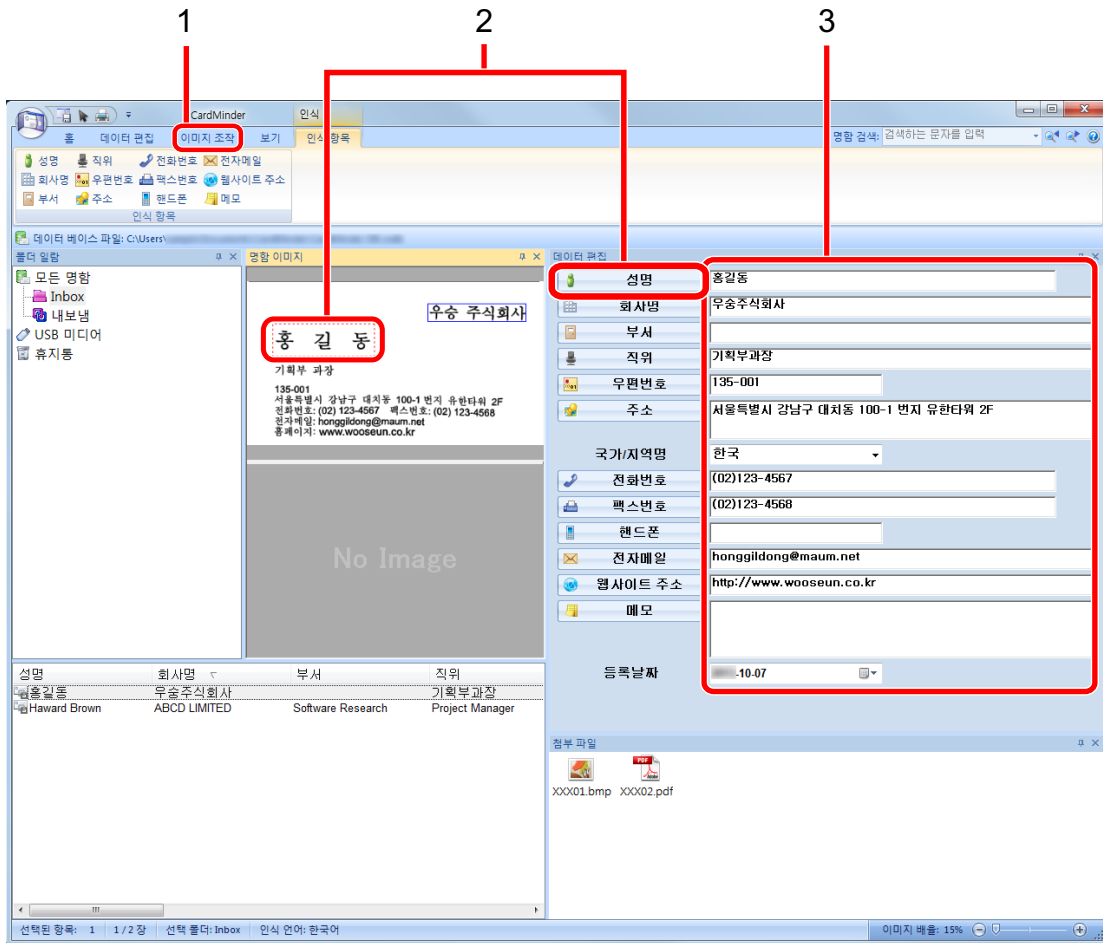 1 2 3
CardMinder 인식
홈 데이터 편집 이미지 조작 보기 인식 항목 명함 검색: 검색하는 문자를 입력
성명 직위 전화번호 전자메일
회사명 우편번호 팩스번호 웹사이트 주소
부서 주소 핸드폰 메모
인식 항목
데이터 베이스 파일: C:\Users\
폴더 일람
모든 명함
Inbox
내보냄
USB 미디어
휴지통
명함 이미지
우승 주식회사
홍 길 동
기획부 과장
135-001
서울특별시 강남구 대치동 100-1 번지 유한타워 2F
전화번호: (02) 123-4567 팩스번호: (02) 123-4568
전자메일: honggildong@maum.net
홈페이지: www.wooseun.co.kr
No Image
데이터 편집
성명 홍길동
회사명 우승주식회사
부서
직위 기획부과장
우편번호 135-001
주소 서울특별시 강남구 대치동 100-1 번지 유한타워 2F
국가/지역명 한국
전화번호 (02)123-4567
팩스번호 (02)123-4568
핸드폰
전자메일 honggildong@maum.net
웹사이트 주소 http://www.wooseun.co.kr
메모
등록날짜 -10-07
성명 회사명 부서 직위
홍길동 우승주식회사 기획부과장
Haward Brown ABCD LIMITED Software Research Project Manager
첨부 파일
PDF
Adobe
XXX01.bmp XXX02.pdf
선택된 항목: 1 1 / 2 장 선택 폴더: Inbox 인식 언어: 한국어 이미지 배율: 15%